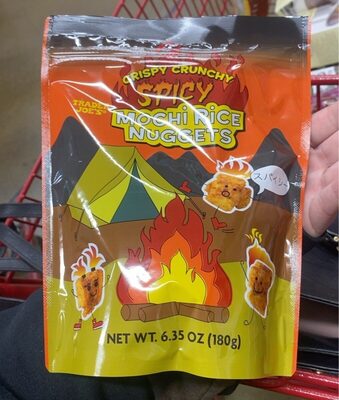 CRISPY CRUNCHY
SPICY
TRADER JOE'S
MOCHI RICE
NUGGETS
スパイシー
NET WT. 6.35 OZ (180g)